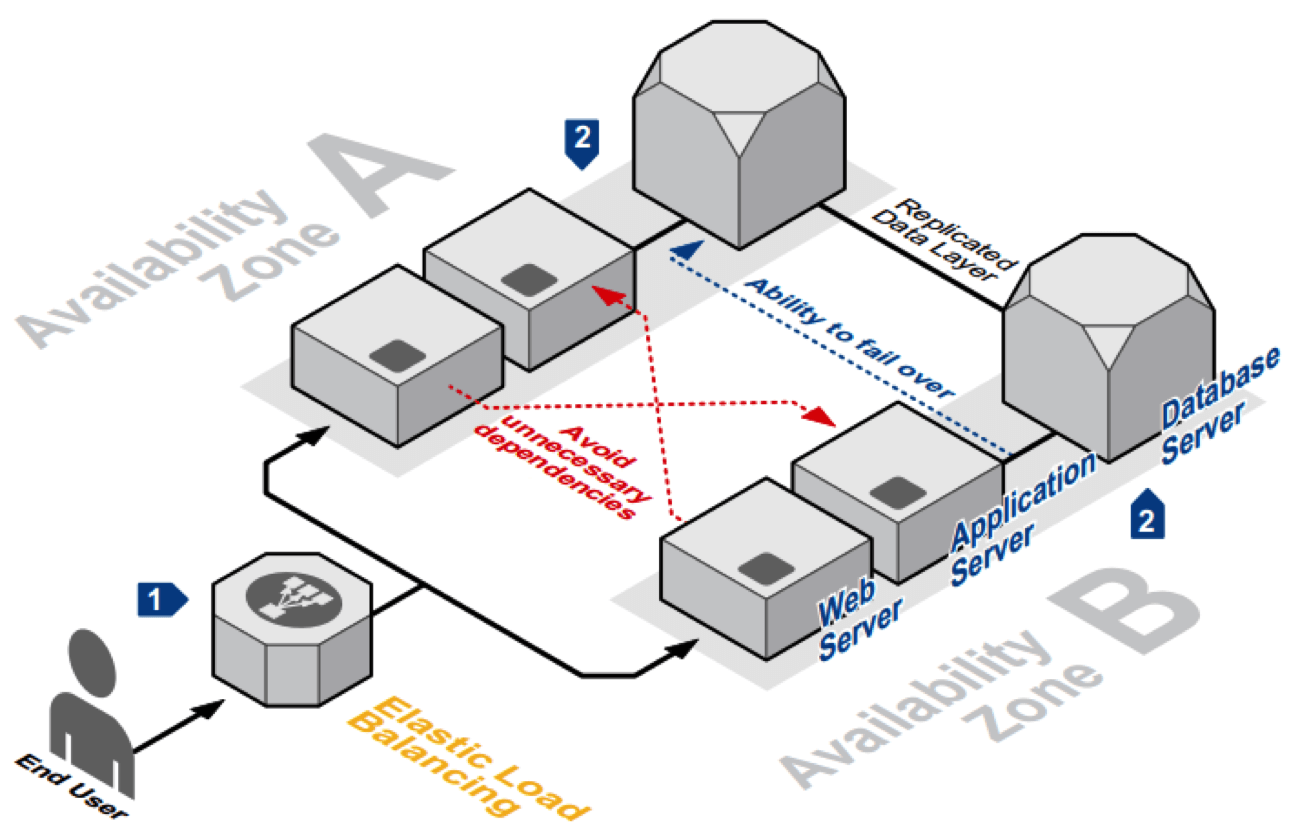 2
Availability
Zone
A
Replicated
Data Layer
Ability to fail over
Database
Server
Avoid
unnecessary
dependencies
Application
Server
2
Web
Server
1
Availability
Zone
B
Elastic Load
Balancing
End User